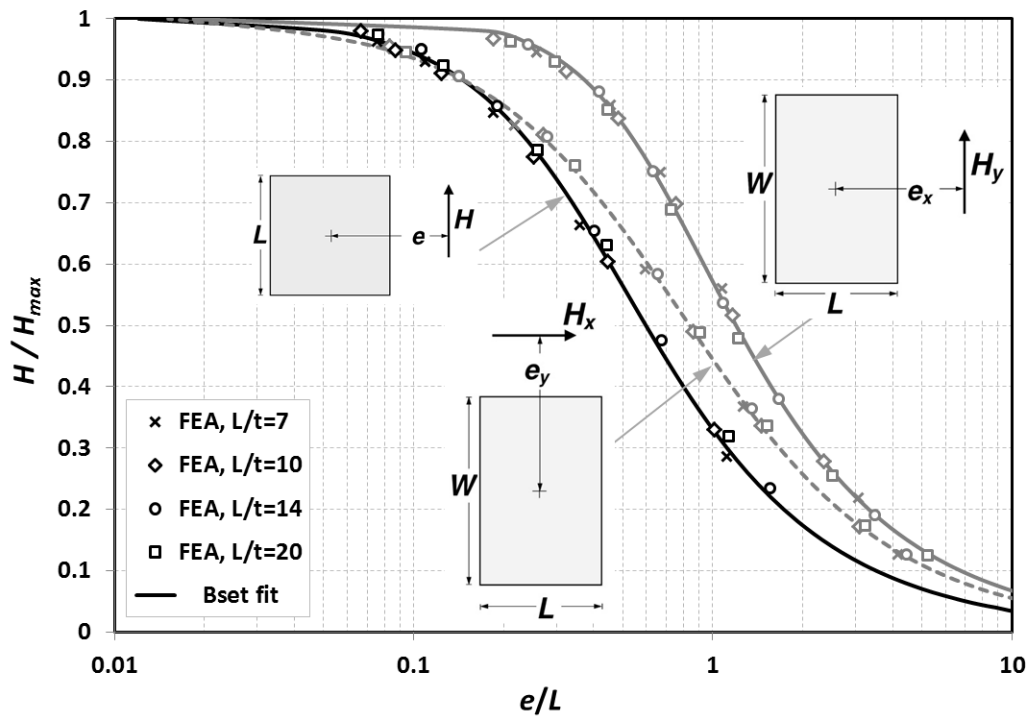 H / Hmax
1
0.9
0.8
0.7
0.6
0.5
0.4
0.3
0.2
0.1
0
0.01
0.1
1
10
e/L
L
e
H
W
L
ex
Hy
Hx
ey
W
L
FEA, L/t=7
FEA, L/t=10
FEA, L/t=14
FEA, L/t=20
Bset fit